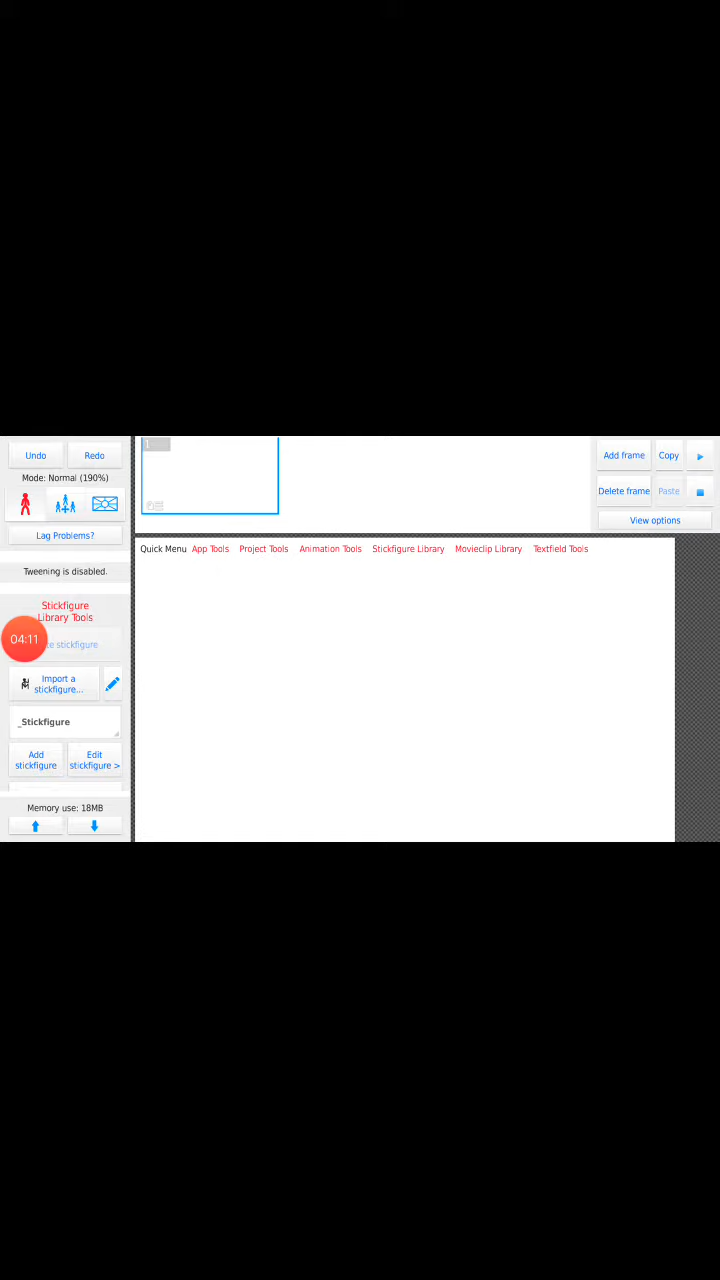 Undo Redo
Mode: Normal (190%)
Lag Problems?
Tweening is disabled.
Stickfigure
Library Tools
04:11
stickfigure
Import a
stickfigure...
_Stickfigure
Add
stickfigure
Edit
stickfigure >
Memory use: 18MB
1
Add frame Copy
Delete frame Paste
View options
Quick Menu App Tools Project Tools Animation Tools Stickfigure Library Movieclip Library Textfield Tools